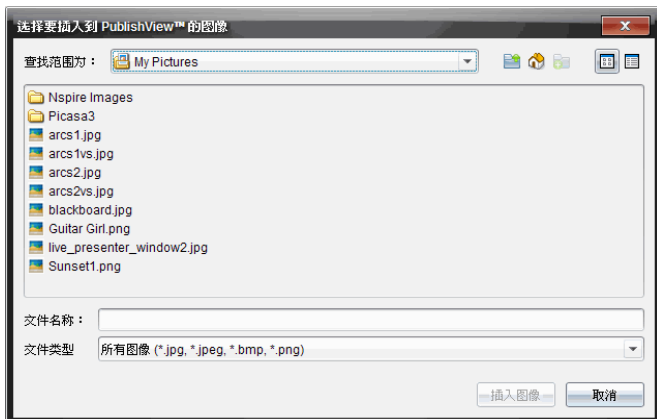 选择要插入到 PublishView™ 的图像
查找范围为：
My Pictures
Nspire Images
Picasa3
arcs1.jpg
arcs1vs.jpg
arcs2.jpg
arcs2vs.jpg
blackboard.jpg
Guitar Girl.png
live_presenter_window2.jpg
Sunset1.png
文件名称：
文件类型
所有图像 (*.jpg, *.jpeg, *.bmp, *.png)
插入图像
取消